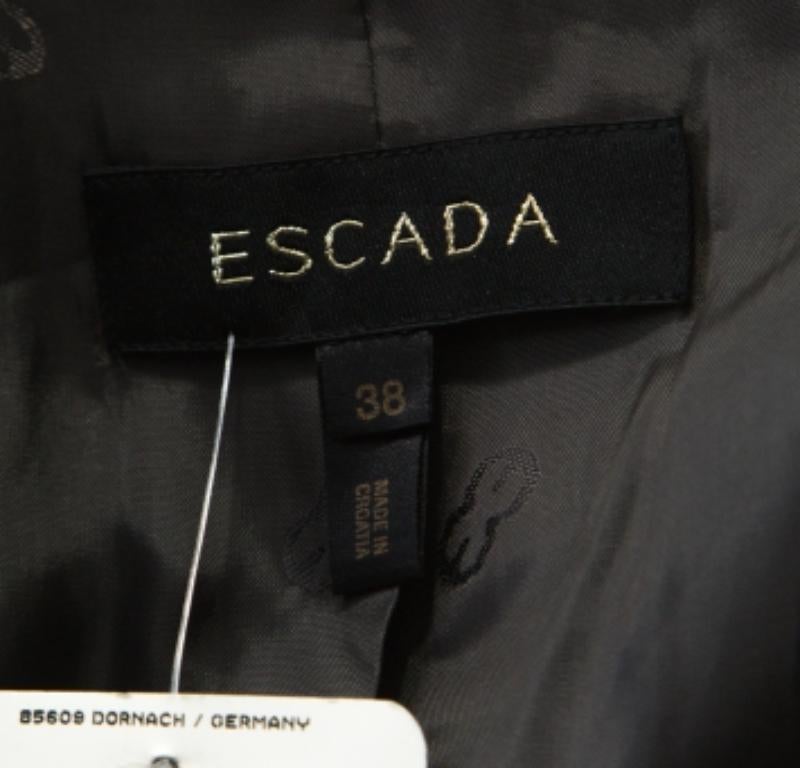 ESCADA
38
MADE IN
CROATIA
85609 DORNACH / GERMANY